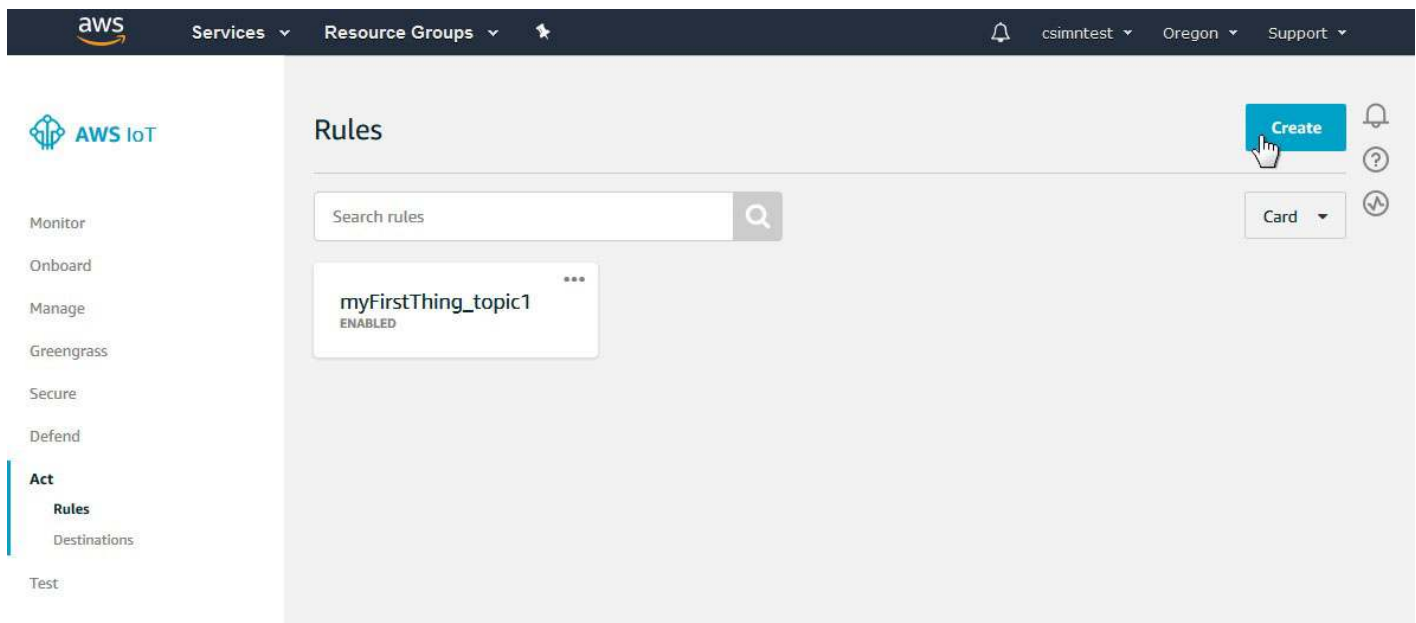 aws Services Resource Groups csimntest Oregon Support
AWS IoT
Rules
Create
Search rules
Card
Monitor
Onboard
Manage
Greengrass
Secure
Defend
Act
Rules
Destinations
Test
myFirstThing_topic1
ENABLED